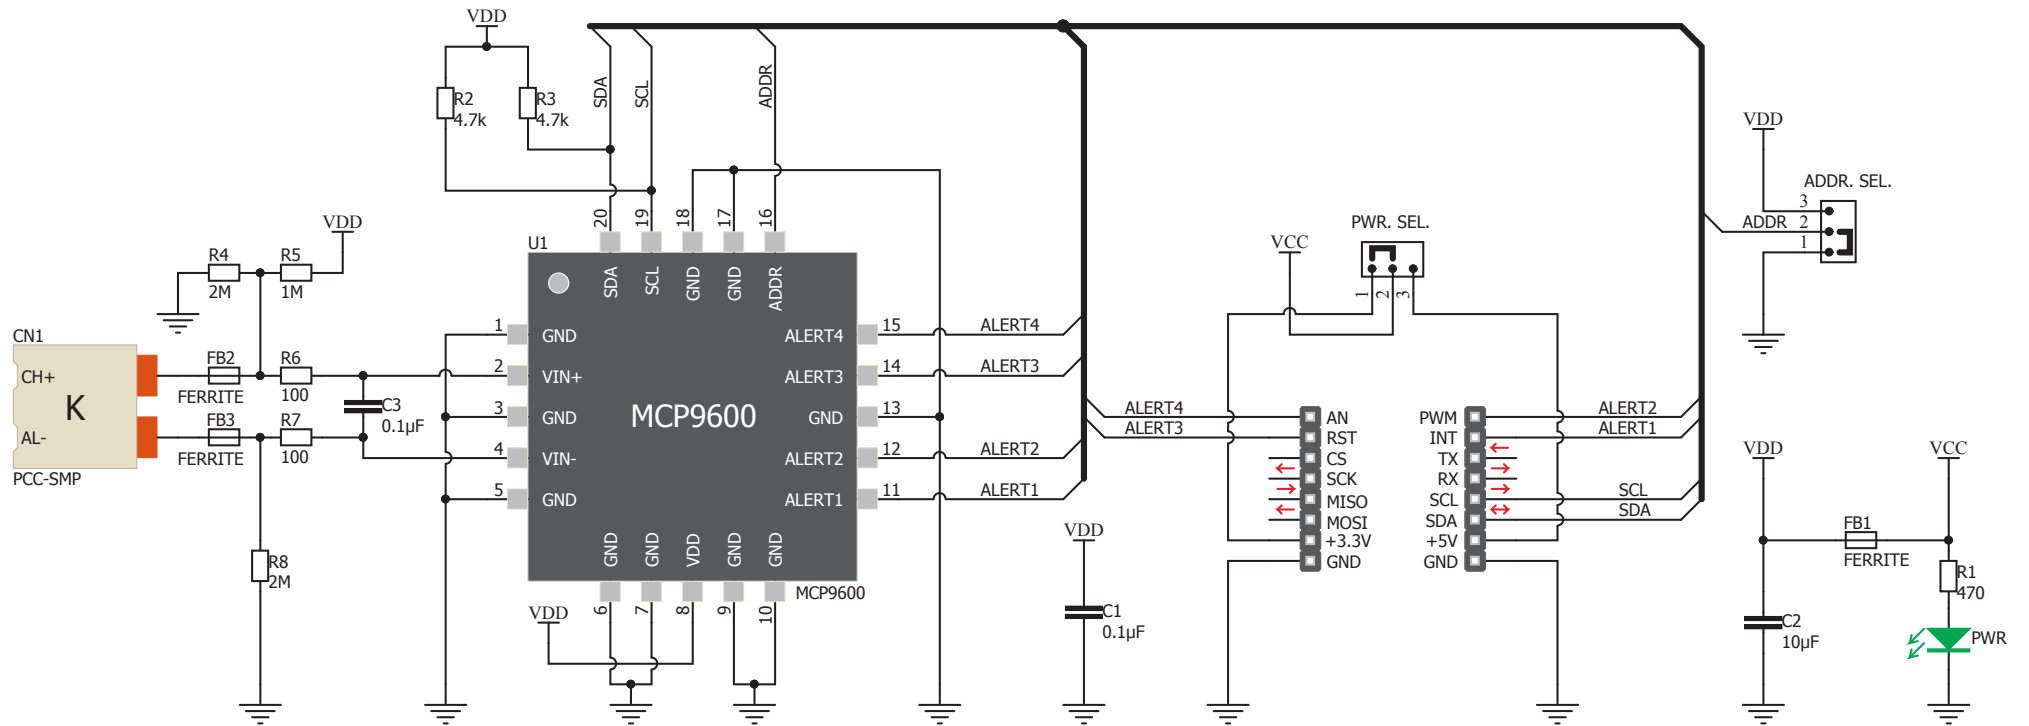 VDD
R2
4.7k
R3
4.7k
SDA
SCL
ADDR
VDD
R4
2M
R5
1M
CN1
CH+
K
AL-
PCC-SMP
FB2
FERRITE
FB3
FERRITE
R6
100
R7
100
C3
0.1µF
R8
2M
U1
20
19
18
17
16
SDA
SCL
GND
GND
ADDR
1
GND
2
VIN+
3
GND
4
VIN-
5
GND
MCP9600
ALERT4
15
ALERT4
ALERT3
14
ALERT3
GND
13
ALERT2
12
ALERT2
ALERT1
11
ALERT1
GND
GND
VDD
GND
GND
6
7
8
9
10
MCP9600
VDD
VDD
C1
0.1µF
PWR. SEL.
VCC
1
2
3
ALERT4
AN
ALERT3
RST
CS
SCK
MISO
MOSI
+3.3V
GND
PWM
ALERT2
INT
ALERT1
TX
RX
SCL
SCL
SDA
SDA
+5V
GND
VDD
ADDR. SEL.
3
ADDR
2
1
VDD
VCC
FB1
FERRITE
R1
470
C2
10µF
PWR